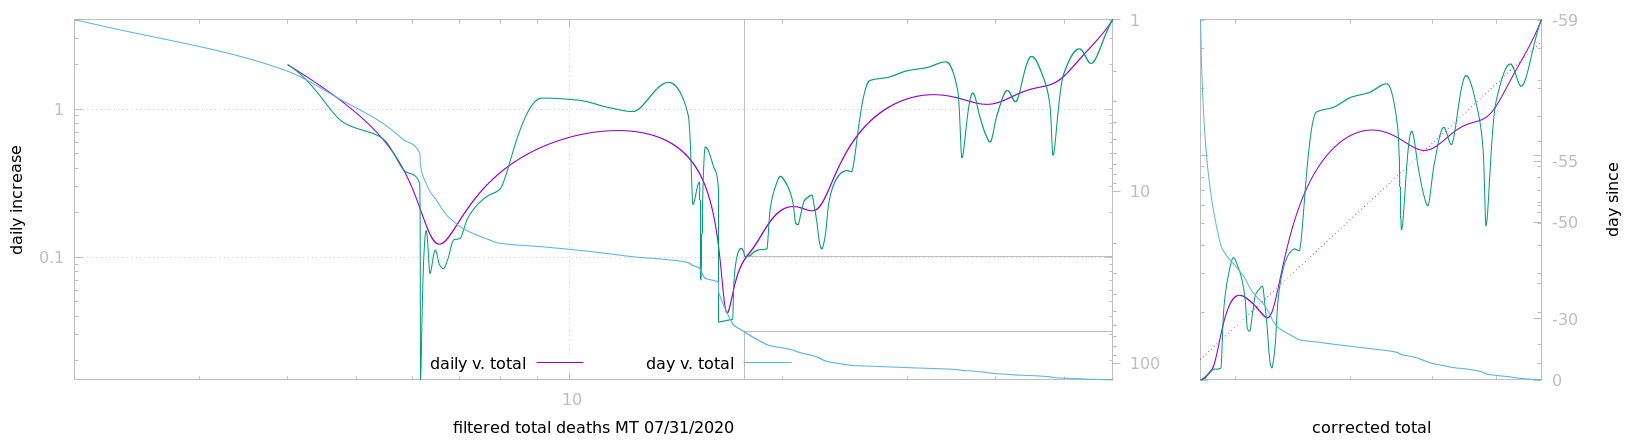 daily increase
1
0.1
daily v. total
day v. total
10
filtered total deaths MT 07/31/2020
1
10
100
corrected total
-59
-55
-50
-30
0
day since